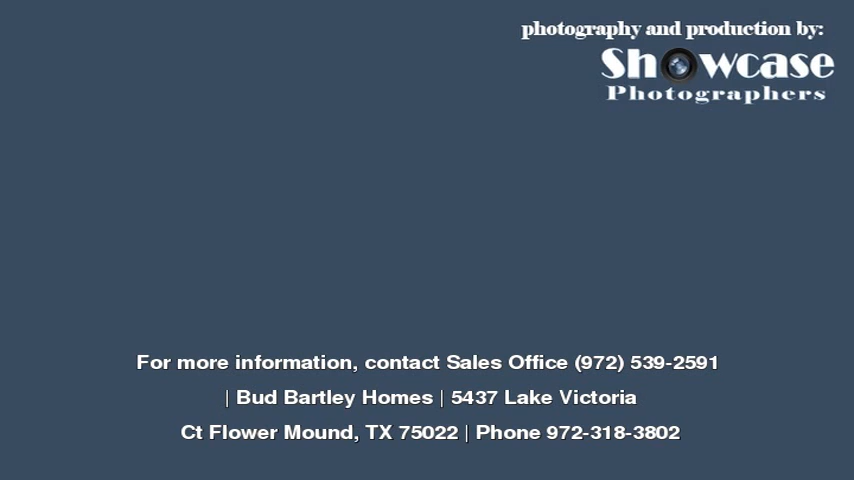 photography and production by:
Showcase
Photographers
For more information, contact Sales Office (972) 539-2591
| Bud Bartley Homes | 5437 Lake Victoria
Ct Flower Mound, TX 75022 | Phone 972-318-3802